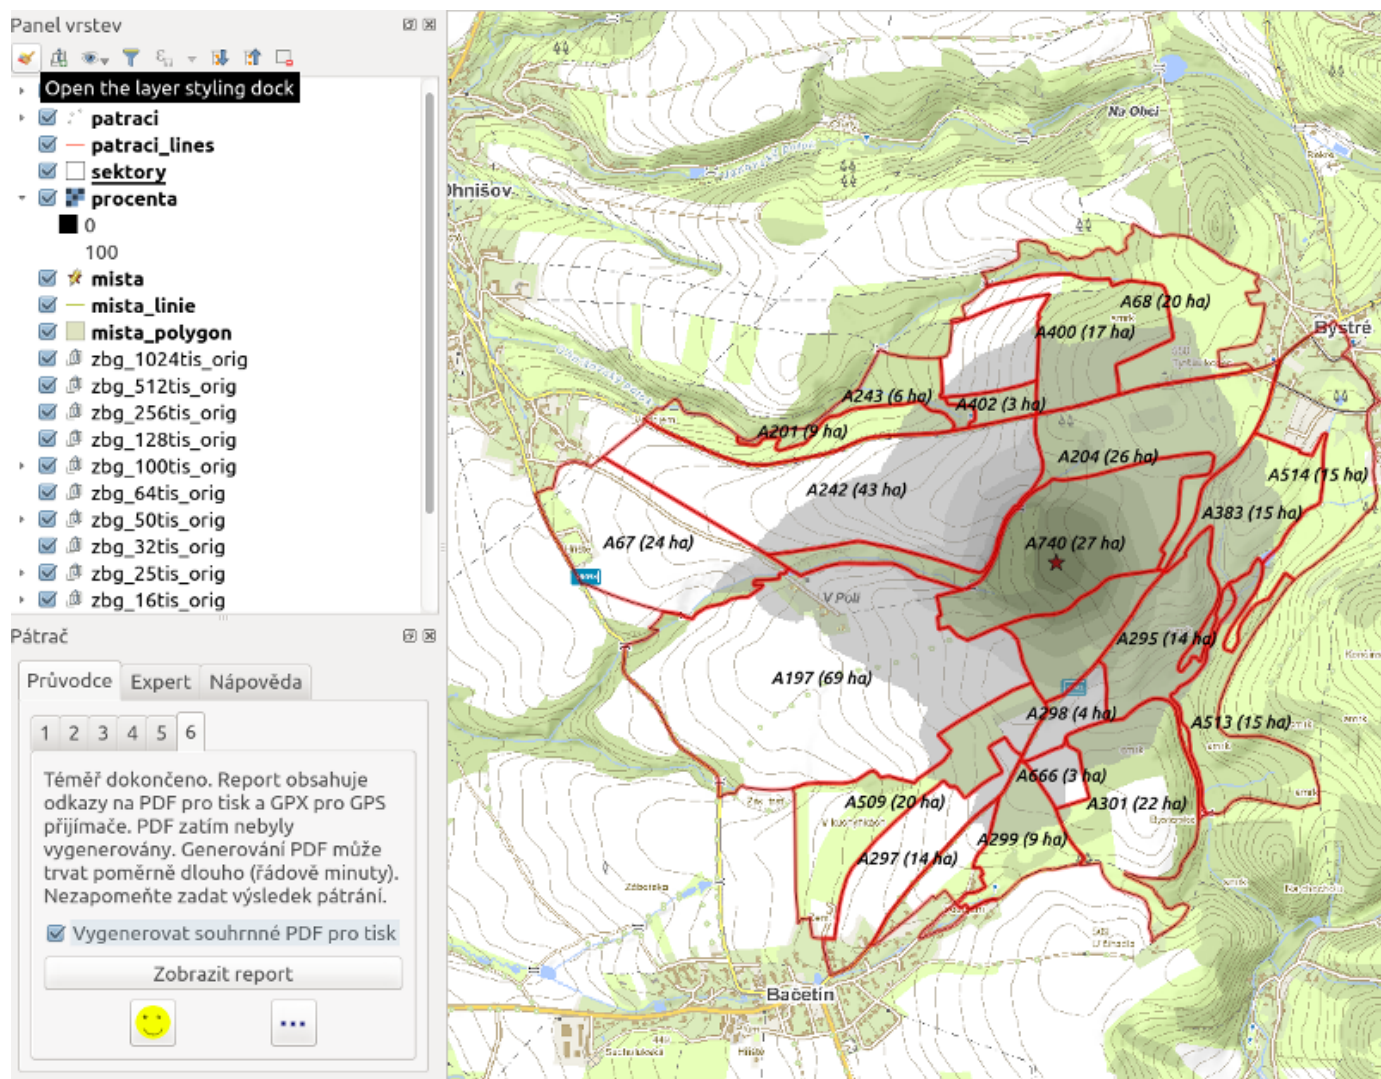 Panel vrstev
Open the layer styling dock
patraci
patraci_lines
sektory
procenta
0
100
mista
mista_linie
mista_polygon
zbg_1024tis_orig
zbg_512tis_orig
zbg_256tis_orig
zbg_128tis_orig
zbg_100tis_orig
zbg_64tis_orig
zbg_50tis_orig
zbg_32tis_orig
zbg_25tis_orig
zbg_16tis_orig
Pátrač
Průvodce
Expert
Nápověda
1 2 3 4 5 6
Téměř dokončeno. Report obsahuje
odkazy na PDF pro tisk a GPX pro GPS
přijímače. PDF zatím nebyly
vygenerovány. Generování PDF může
trvat poměrně dlouho (řádově minuty).
Nezapomeňte zadat výsledek pátrání.
Vygenerovat souhrnné PDF pro tisk
Zobrazit report
...
Na Obci
Ohnišov
Bystré
A68 (20 ha)
A400 (17 ha)
A243 (6 ha)
A402 (3 ha)
A201 (9 ha)
A204 (26 ha)
A514 (15 ha)
A242 (43 ha)
A383 (15 ha)
A67 (24 ha)
A740 (27 ha)
V Poli
A295 (14 ha)
A197 (69 ha)
A298 (4 ha)
A513 (15 ha)
A666 (3 ha)
A509 (20 ha)
A301 (22 ha)
A299 (9 ha)
A297 (14 ha)
Záborska
Bačetín
Hřiště